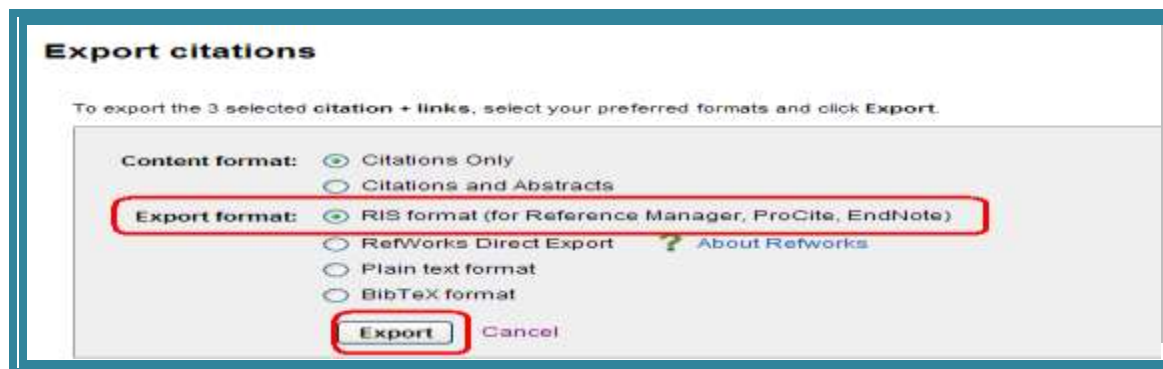 Export citations
To export the 3 selected citation + links, select your preferred formats and click Export.
Content format: Citations Only
Citations and Abstracts
Export format: RIS format (for Reference Manager, ProCite, EndNote)
RefWorks Direct Export ? About Refworks
Plain text format
BibTeX format
Export Cancel